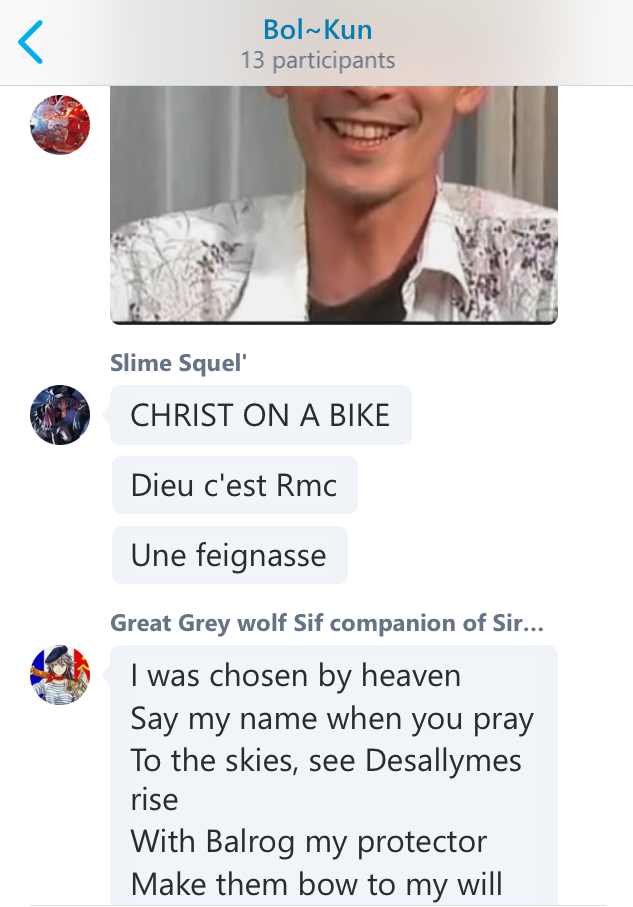 Bol~Kun
13 participants
Slime Squel'
CHRIST ON A BIKE
Dieu c'est Rmc
Une feignasse
Great Grey wolf Sif companion of Sir...
I was chosen by heaven
Say my name when you pray
To the skies, see Desallymes
rise
With Balrog my protector
Make them bow to my will